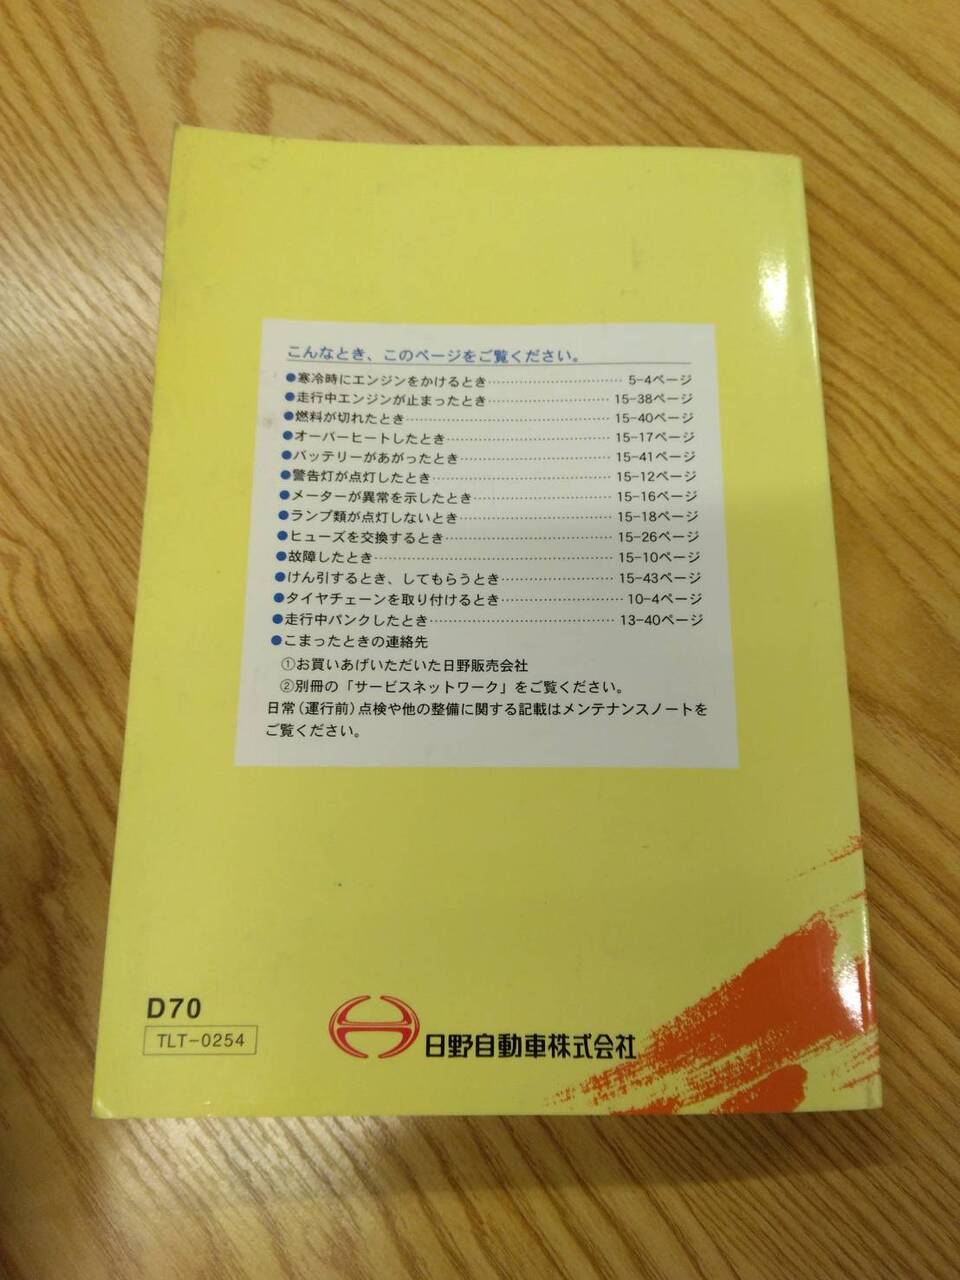 こんなとき、このページをご覧ください。
●寒冷時にエンジンをかけるとき…………………………5-4ページ
●走行中エンジンが止まったとき………………………15-38ページ
●燃料が切れたとき………………………………………15-40ページ
●オーバーヒートしたとき………………………………15-17ページ
●バッテリーがあがったとき……………………………15-41ページ
●警告灯が点灯したとき…………………………………15-12ページ
●メーターが異常を示したとき…………………………15-16ページ
●ランプ類が点灯しないとき……………………………15-18ページ
●ヒューズを交換するとき………………………………15-26ページ
●故障したとき……………………………………………15-10ページ
●けん引するとき、してもらうとき……………………15-43ページ
●タイヤチェーンを取り付けるとき……………………10-4ページ
●走行中パンクしたとき…………………………………13-40ページ
●こまったときの連絡先
①お買いあげいただいた日野販売会社
②別冊の「サービスネットワーク」をご覧ください。
日常(運行前)点検や他の整備に関する記載はメンテナンスノートを
ご覧ください。
D70
TLT-0254
日野自動車株式会社